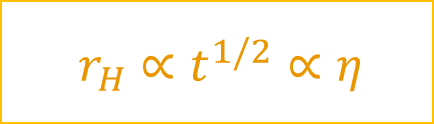 r_H ∝ t^{1/2} ∝ η